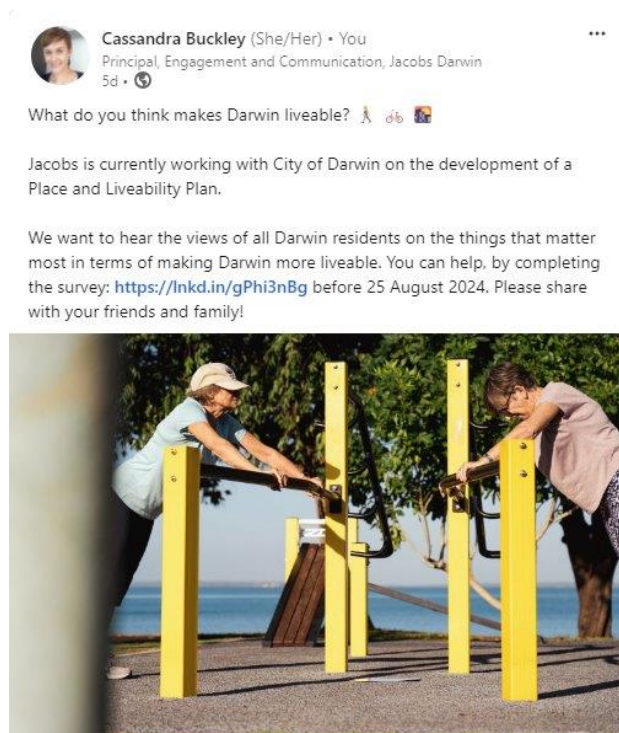 Cassandra Buckley (She/Her) • You
Principal, Engagement and Communication, Jacobs Darwin
5d •
What do you think makes Darwin liveable? 🚶 🚲 🌇
Jacobs is currently working with City of Darwin on the development of a
Place and Liveability Plan.
We want to hear the views of all Darwin residents on the things that matter
most in terms of making Darwin more liveable. You can help, by completing
the survey: https://lnkd.in/gPhi3nBg before 25 August 2024. Please share
with your friends and family!